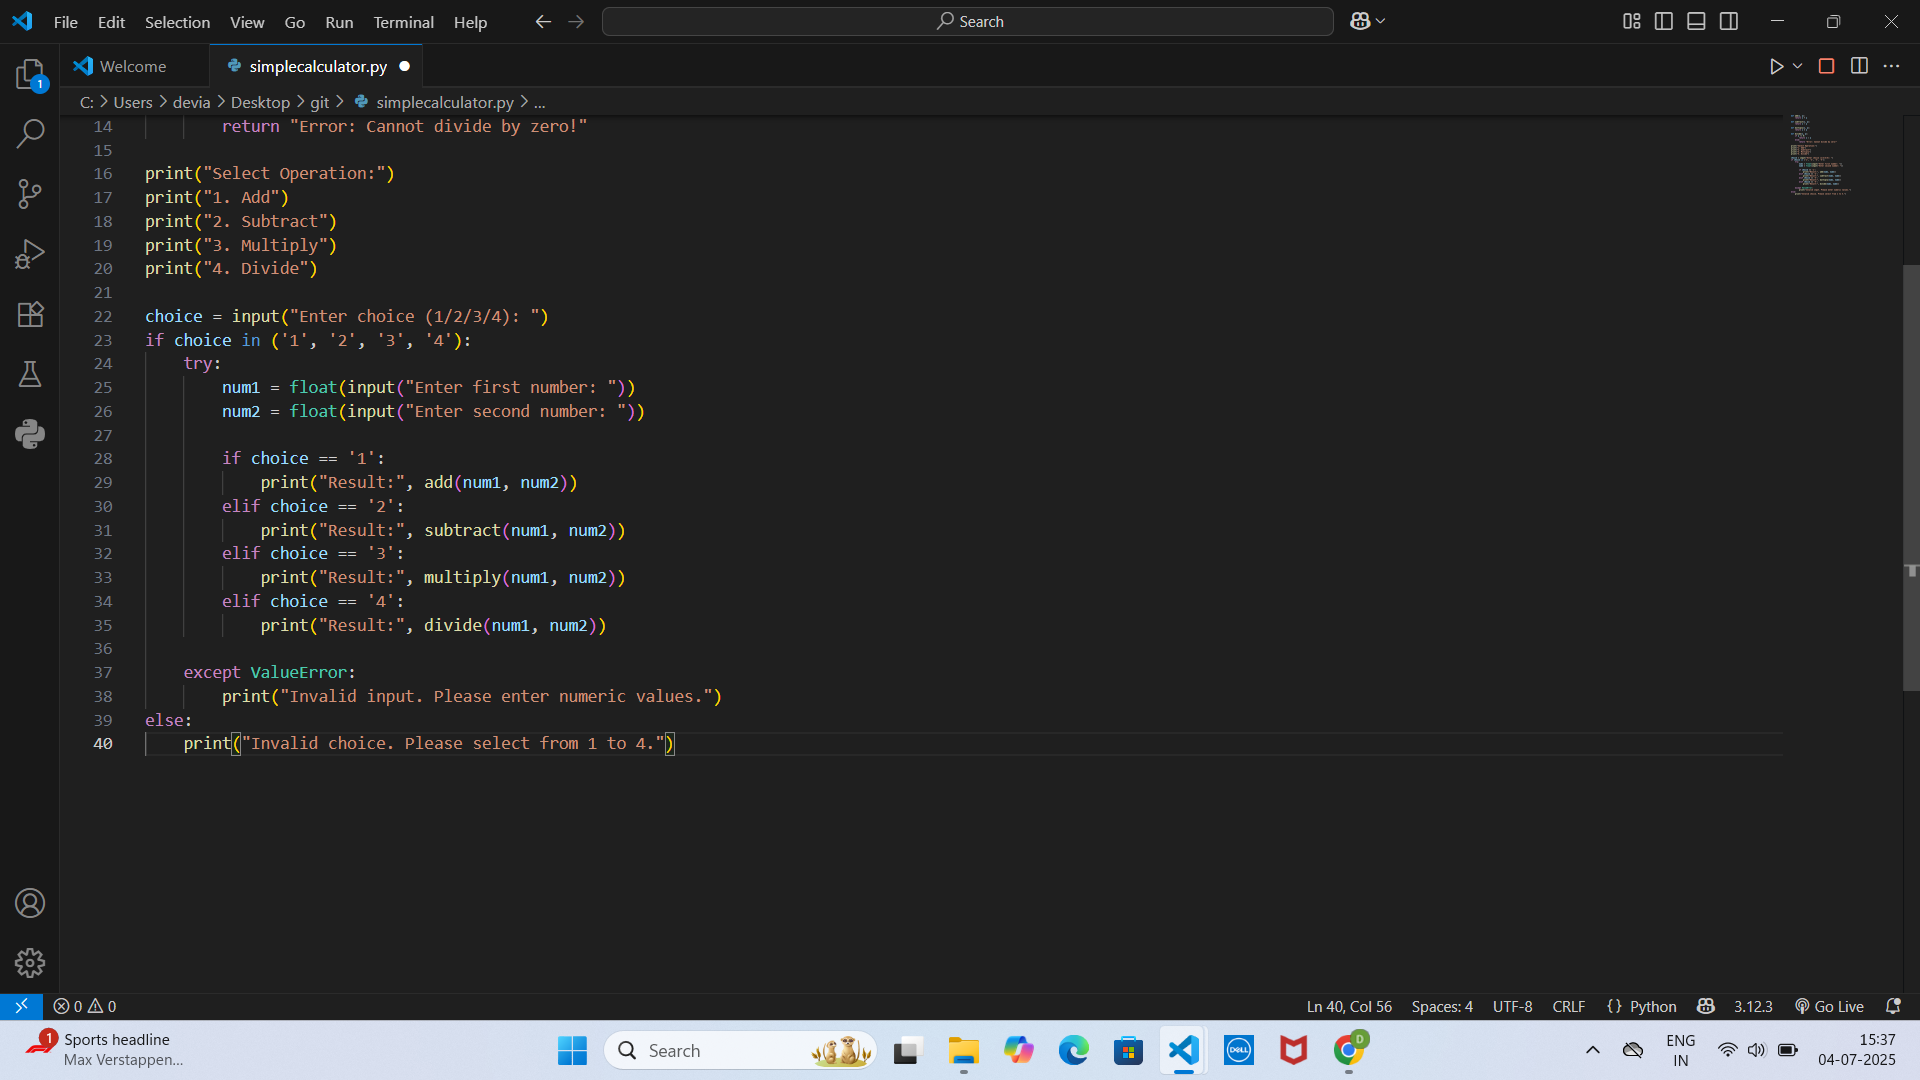 File Edit Selection View Go Run Terminal Help Search
1
Welcome simplecalculator.py
C: > Users > devia > Desktop > git > simplecalculator.py > ...
14 return "Error: Cannot divide by zero!"
15
16 print("Select Operation:")
17 print("1. Add")
18 print("2. Subtract")
19 print("3. Multiply")
20 print("4. Divide")
21
22 choice = input("Enter choice (1/2/3/4): ")
23 if choice in ('1', '2', '3', '4'):
24 try:
25 num1 = float(input("Enter first number: "))
26 num2 = float(input("Enter second number: "))
27
28 if choice == '1':
29 print("Result:", add(num1, num2))
30 elif choice == '2':
31 print("Result:", subtract(num1, num2))
32 elif choice == '3':
33 print("Result:", multiply(num1, num2))
34 elif choice == '4':
35 print("Result:", divide(num1, num2))
36
37 except ValueError:
38 print("Invalid input. Please enter numeric values.")
39 else:
40 print("Invalid choice. Please select from 1 to 4.")
0 0 Ln 40, Col 56 Spaces: 4 UTF-8 CRLF {} Python 3.12.3 Go Live
1 Sports headline
Max Verstappen...
Search
DELL
D
ENG
IN
15:37
04-07-2025